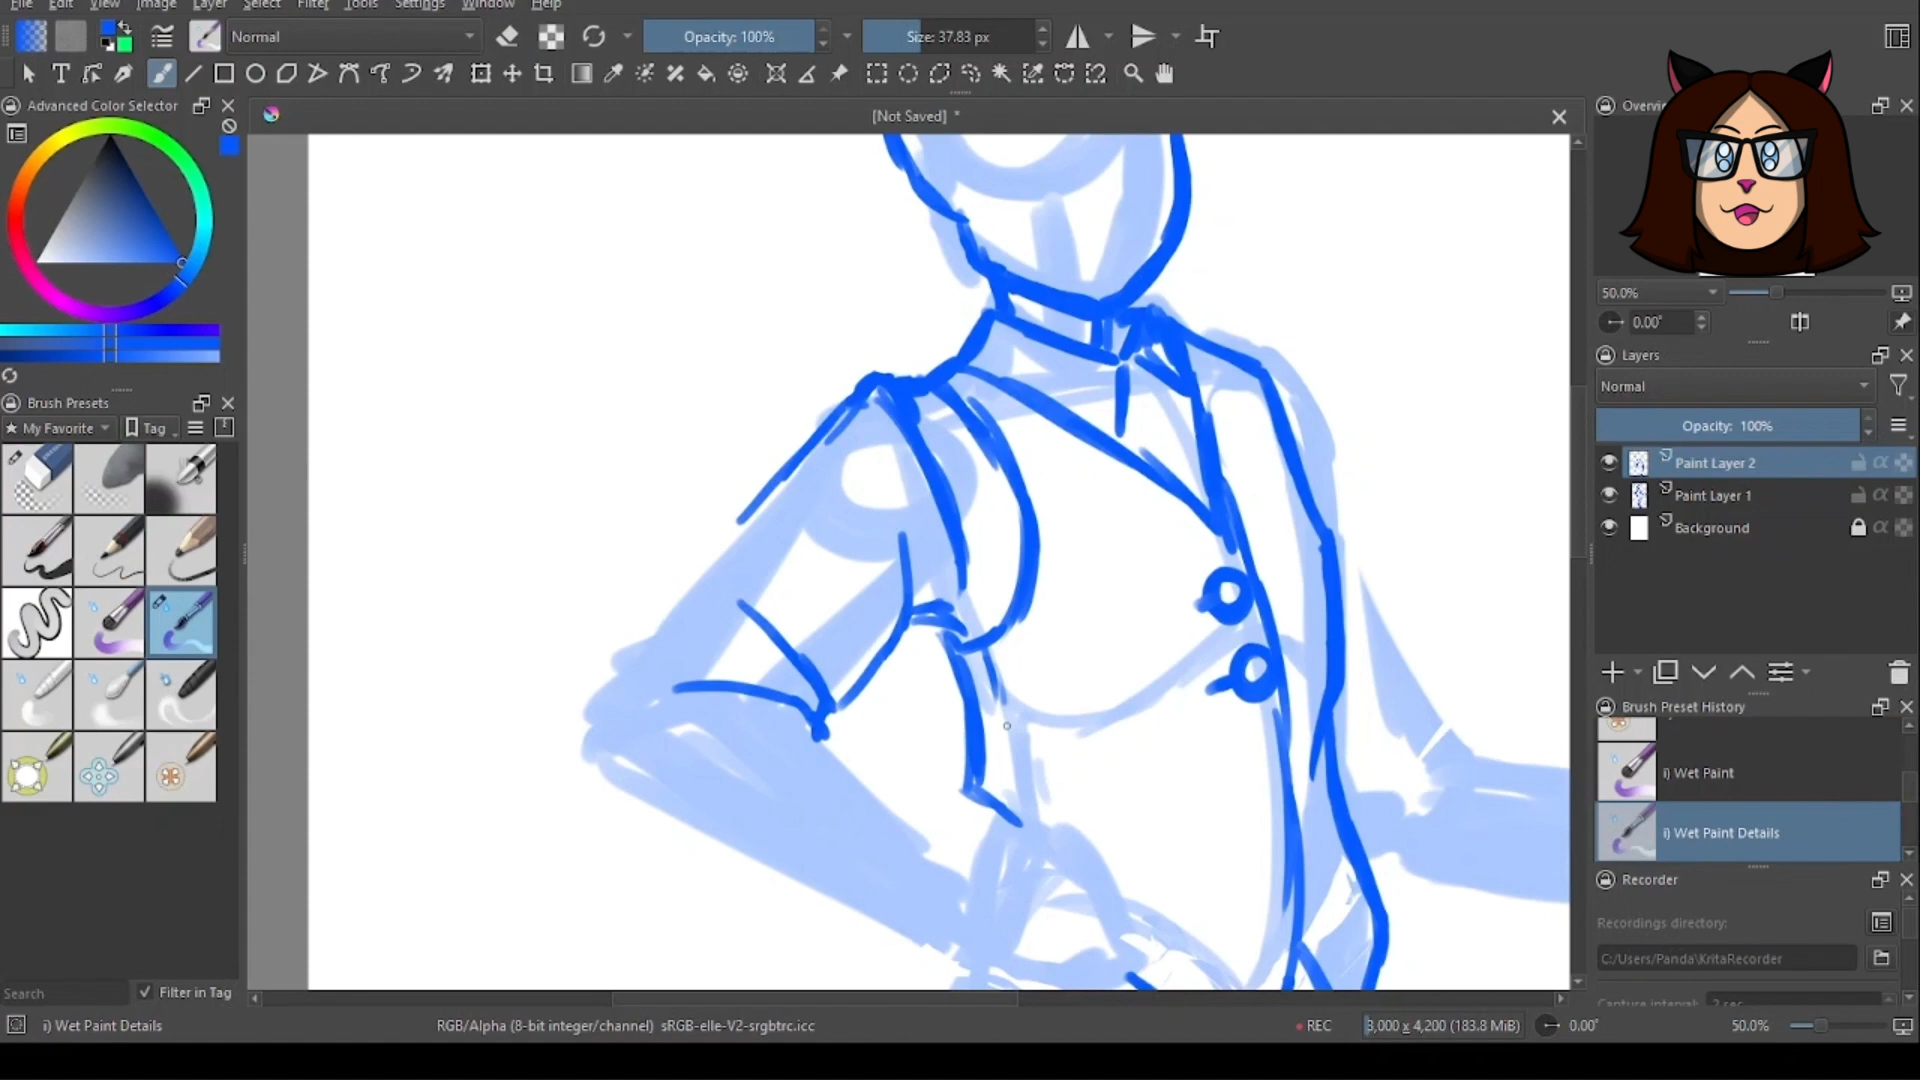 File Edit View Image Layer Select Filter Tools Settings Window Help
Normal
Opacity: 100%
Size: 37.83 px
Advanced Color Selector
[Not Saved] *
50.0%
0.00°
Layers
Normal
Opacity: 100%
Paint Layer 2
Paint Layer 1
Background
Brush Presets
★ My Favorite
Tag
Brush Preset History
i) Wet Paint
i) Wet Paint Details
Recorder
Recordings directory:
C:/Users/Panda\KritaRecorder
Capture interval: 2 sec
Search
Filter in Tag
i) Wet Paint Details
RGB/Alpha (8-bit integer/channel) sRGB-elle-V2-srgbtrc.icc
REC
3,000 x 4,200 (183.8 MiB)
0.00°
50.0%